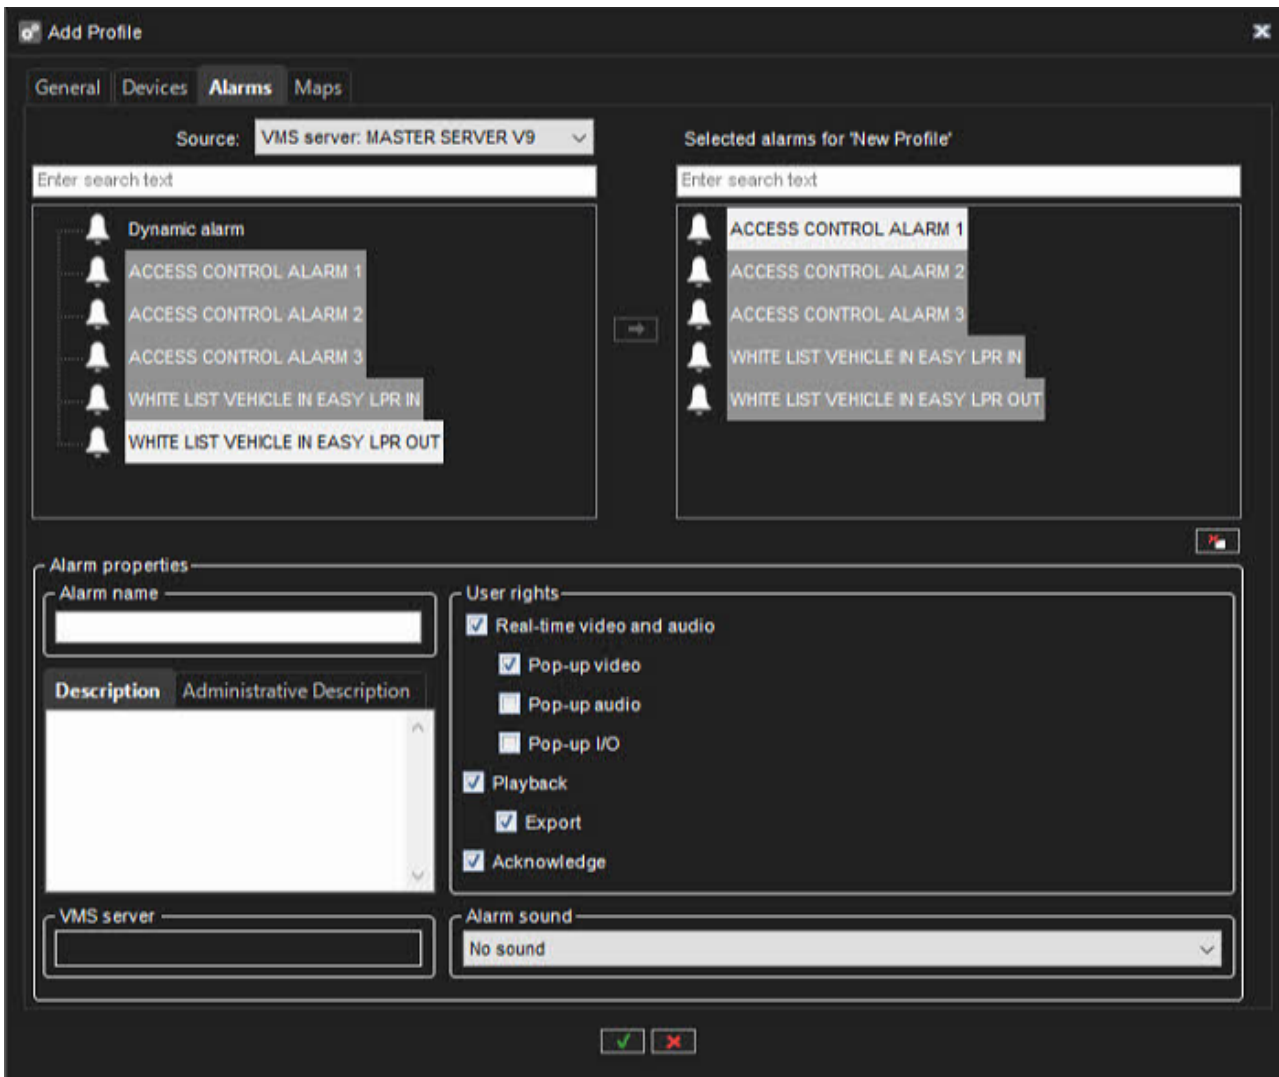 Add Profile
General Devices Alarms Maps
Source: VMS server: MASTER SERVER V9
Selected alarms for 'New Profile'
Enter search text
Enter search text
Dynamic alarm
ACCESS CONTROL ALARM 1
ACCESS CONTROL ALARM 2
ACCESS CONTROL ALARM 3
WHITE LIST VEHICLE IN EASY LPR IN
WHITE LIST VEHICLE IN EASY LPR OUT
ACCESS CONTROL ALARM 1
ACCESS CONTROL ALARM 2
ACCESS CONTROL ALARM 3
WHITE LIST VEHICLE IN EASY LPR IN
WHITE LIST VEHICLE IN EASY LPR OUT
Alarm properties
Alarm name
Description Administrative Description
VMS server
User rights
Real-time video and audio
Pop-up video
Pop-up audio
Pop-up I/O
Playback
Export
Acknowledge
Alarm sound
No sound